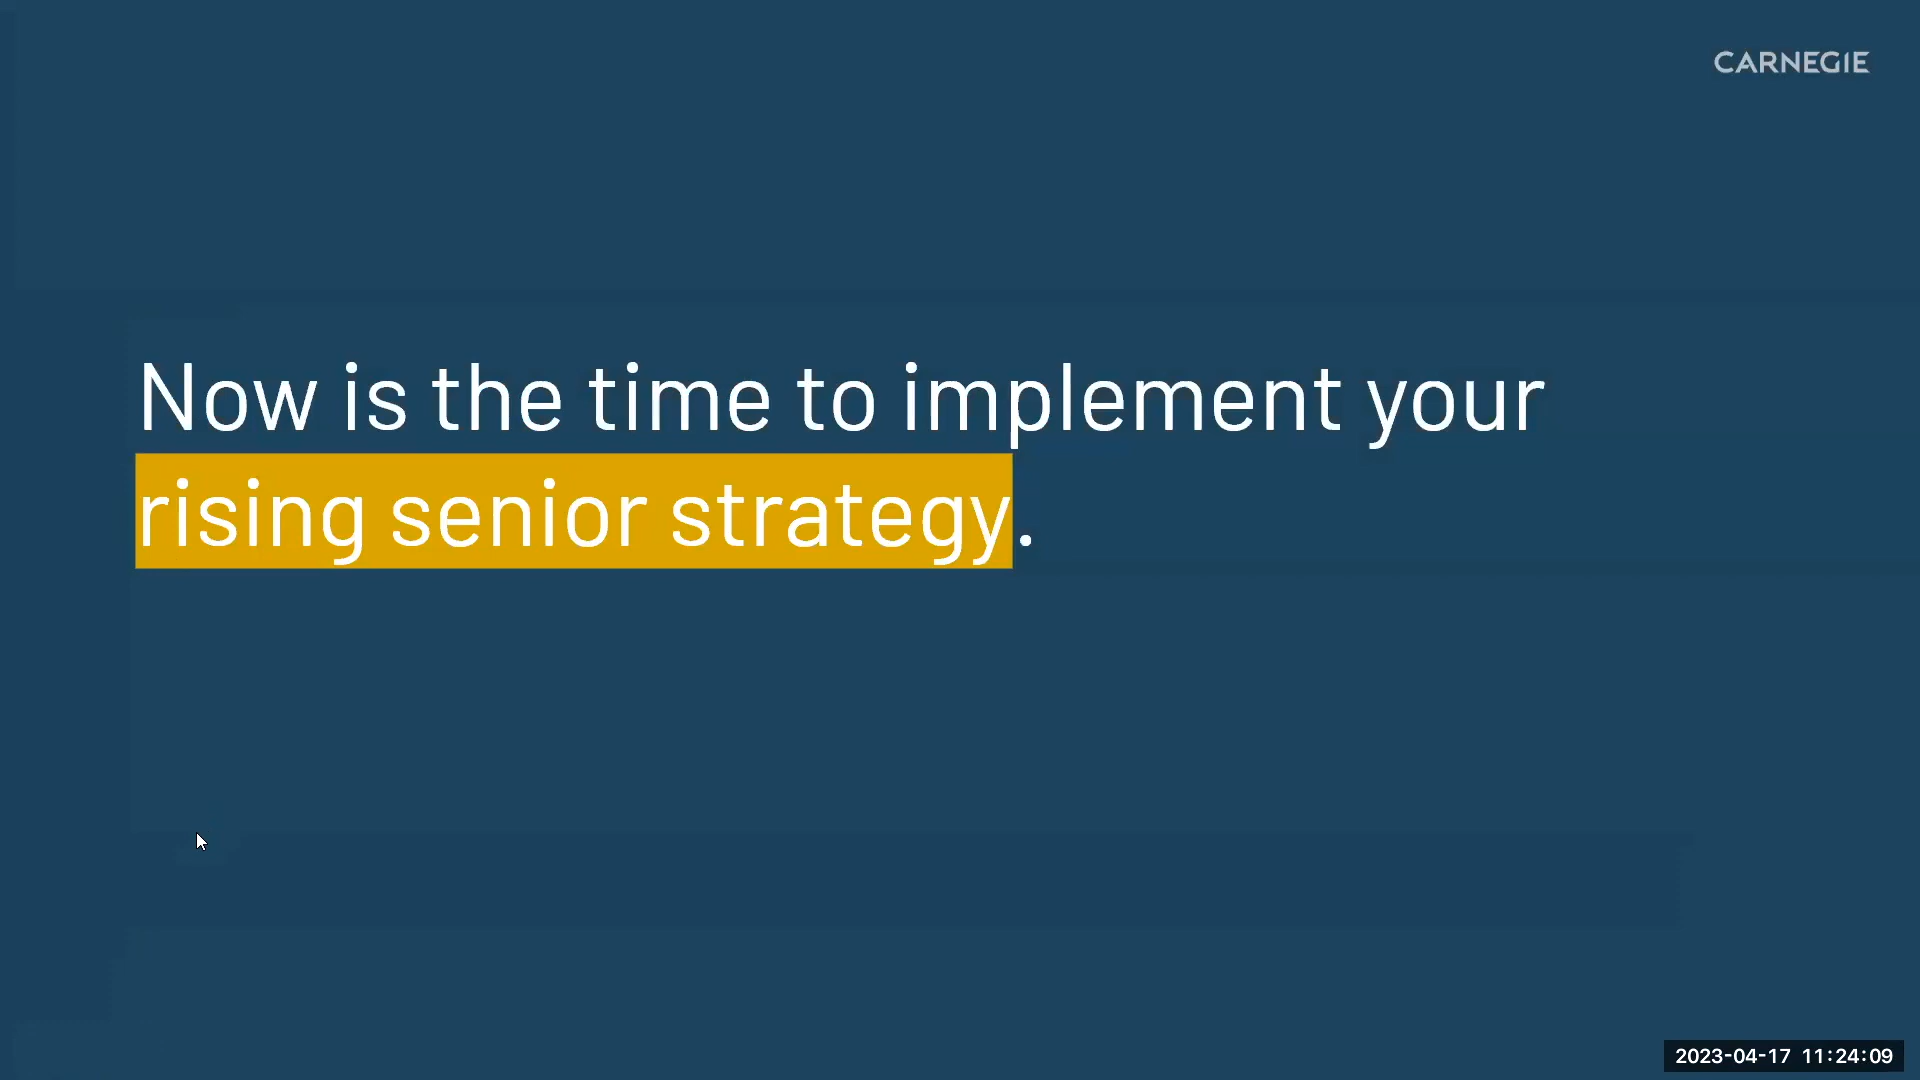 CARNEGIE
Now is the time to implement your
rising senior strategy.
2023-04-17 11:24:09